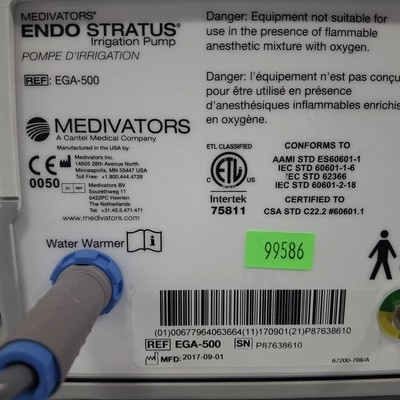 MEDIVATORS®
ENDO STRATUS™
Irrigation Pump
POMPE D'IRRIGATION
REF: EGA-500
MEDIVATORS
A Cantel Medical Company
Manufactured in the USA by:
Medivators Inc.
14605 28th Avenue North
Minneapolis, MN 55447 USA
Toll Free: +1.800.444.4729
CE
0050
EC REP
Medivators BV
Sourethweg 11
6422PC Heerlen
The Netherlands
Tel: +31.45.5.471.471
www.medivators.com
Danger: Equipment not suitable for
use in the presence of flammable
anesthetic mixture with oxygen.
Danger: l'équipement n'est pas conçu
pour être utilisé en présence
d'anesthésiques inflammables enrichis
en oxygen.
ETL CLASSIFIED
ETL
Intertek
75811
CONFORMS TO
AAMI STD ES60601-1
IEC STD 60601-1-6
IEC STD 62366
IEC STD 60601-2-18
CERTIFIED TO
CSA STD C22.2 #60601.1
Water Warmer
99586
(01)00677964063664(11)170901(21)P87638610
REF EGA-500 SN P87638610
MFD: 2017-09-01